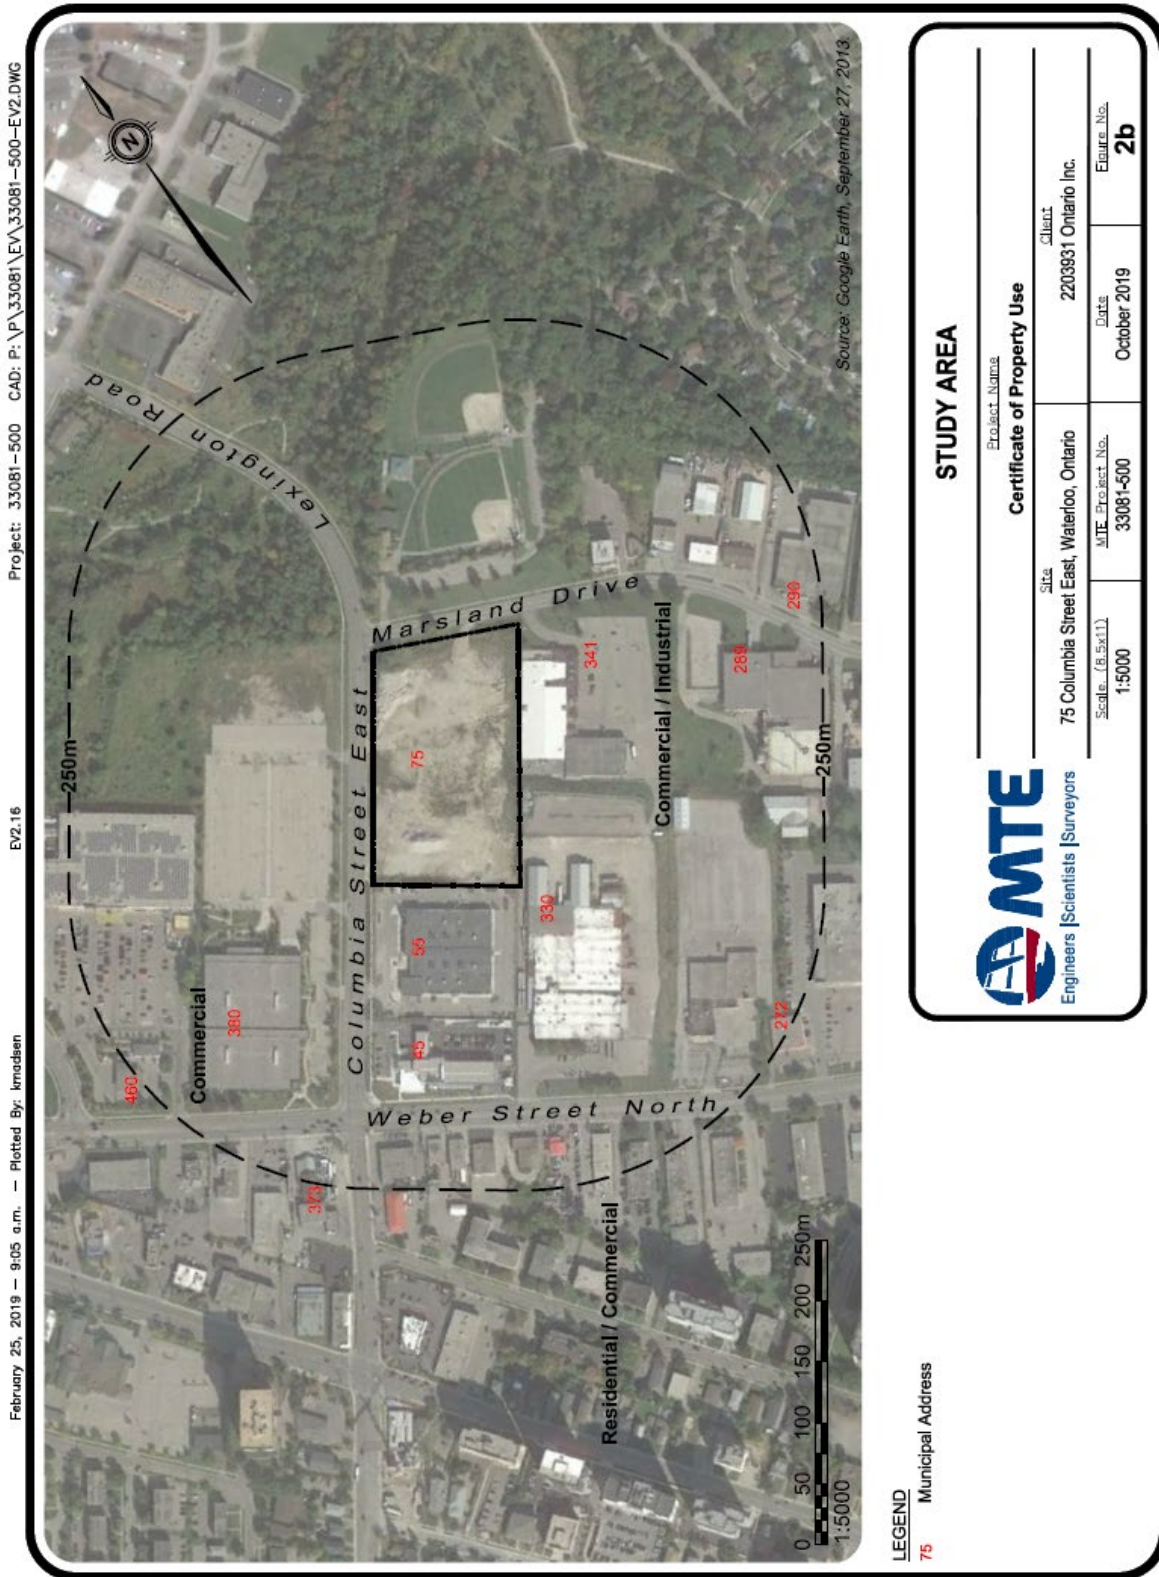 February 25, 2019 — 9:05 a.m. — Plotted By: kmadsen EV2.16 Project: 33081-500 CAD: P:\P\33081\EV\33081-500-EV2.DWG
N
Lexington Road
250m
460
Commercial
380
373
Columbia Street East
75
55
45
Marsland Drive
Weber Street North
341
330
Commercial / Industrial
289
290
272
250m
Residential / Commercial
0 50 100 150 200 250m
1:5000
Source: Google Earth, September 27, 2013.
LEGEND
75 Municipal Address
MTE
Engineers | Scientists | Surveyors
STUDY AREA
Project Name
Certificate of Property Use
Site
75 Columbia Street East, Waterloo, Ontario
Client
2203931 Ontario Inc.
Scale (8.5x11)
1:5000
MTE Project No.
33081-500
Date
October 2019
Figure No.
2b